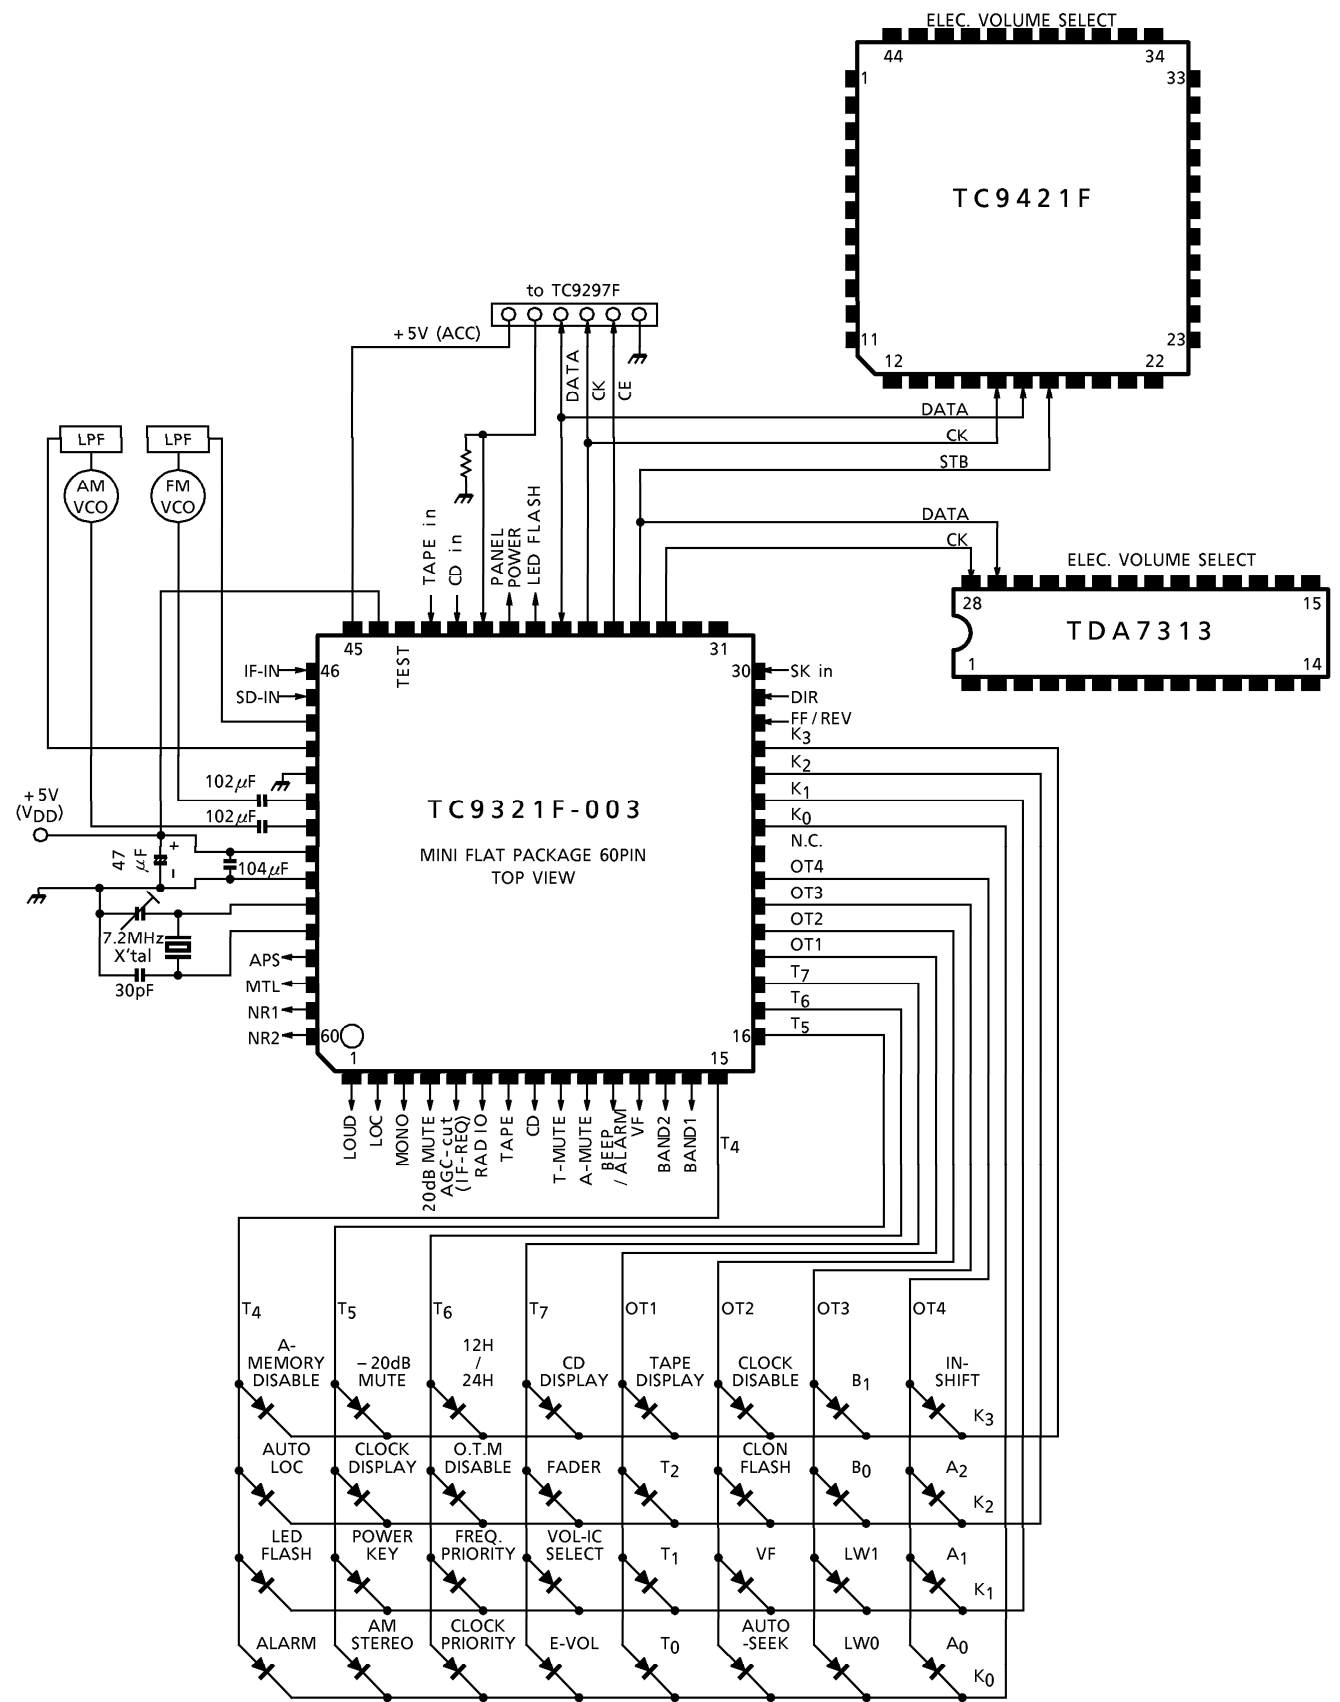 ELEC. VOLUME SELECT
44
34
1
33
TC9421F
11
23
12
22
to TC9297F
+5V (ACC)
DATA
CK
CE
DATA
CK
STB
DATA
CK
ELEC. VOLUME SELECT
28
15
TDA7313
1
14
LPF
LPF
AM
VCO
FM
VCO
TAPE in
CD in
PANEL
POWER
LED FLASH
45
TEST
31
IF-IN
46
30
SK in
SD-IN
DIR
FF/REV
K3
K2
K1
K0
N.C.
OT4
OT3
OT2
OT1
T7
T6
T5
102μF
102μF
+5V
(VDD)
47
μF
+
-
104μF
7.2MHz
X'tal
30pF
APS
MTL
NR1
NR2
TC9321F-003
MINI FLAT PACKAGE 60PIN
TOP VIEW
60
16
1
15
LOUD
LOC
MONO
20dB MUTE
AGC-cut
(IF-REQ)
RADIO
TAPE
CD
T-MUTE
A-MUTE
BEEP
/ALARM
VF
BAND2
BAND1
T4
T4
T5
T6
T7
OT1
OT2
OT3
OT4
A-
MEMORY
DISABLE
-20dB
MUTE
12H
/
24H
CD
DISPLAY
TAPE
DISPLAY
CLOCK
DISABLE
B1
IN-
SHIFT
K3
AUTO
LOC
CLOCK
DISPLAY
O.T.M
DISABLE
FADER
T2
CLON
FLASH
B0
A2
K2
LED
FLASH
POWER
KEY
FREQ.
PRIORITY
VOL-IC
SELECT
T1
VF
LW1
A1
K1
ALARM
AM
STEREO
CLOCK
PRIORITY
E-VOL
T0
AUTO
-SEEK
LW0
A0
K0